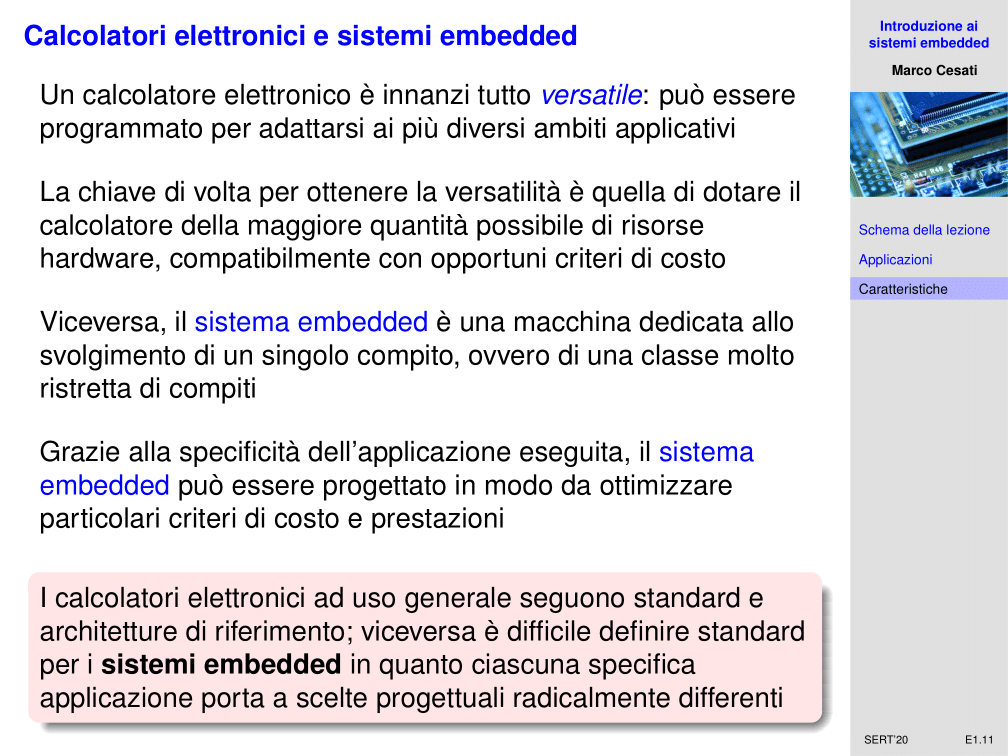 Calcolatori elettronici e sistemi embedded
Un calcolatore elettronico è innanzi tutto versatile: può essere
programmato per adattarsi ai più diversi ambiti applicativi
La chiave di volta per ottenere la versatilità è quella di dotare il
calcolatore della maggiore quantità possibile di risorse
hardware, compatibilmente con opportuni criteri di costo
Viceversa, il sistema embedded è una macchina dedicata allo
svolgimento di un singolo compito, ovvero di una classe molto
ristretta di compiti
Grazie alla specificità dell'applicazione eseguita, il sistema
embedded può essere progettato in modo da ottimizzare
particolari criteri di costo e prestazioni
I calcolatori elettronici ad uso generale seguono standard e
architetture di riferimento; viceversa è difficile definire standard
per i sistemi embedded in quanto ciascuna specifica
applicazione porta a scelte progettuali radicalmente differenti
Introduzione ai
sistemi embedded
Marco Cesati
R47 R46
Schema della lezione
Applicazioni
Caratteristiche
SERT'20 E1.11